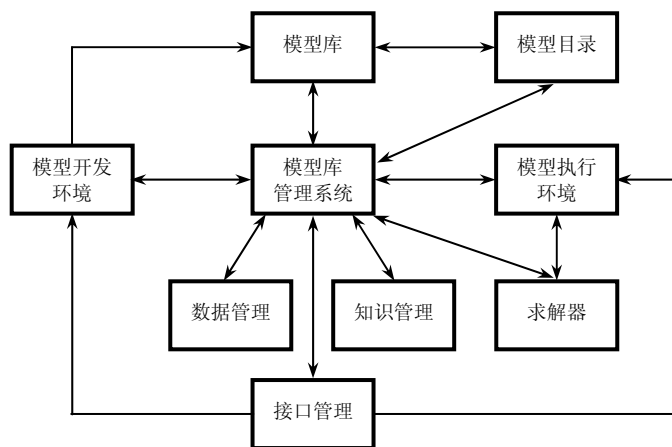 模型库
模型目录
模型开发
环境
模型库
管理系统
模型执行
环境
数据管理
知识管理
求解器
接口管理